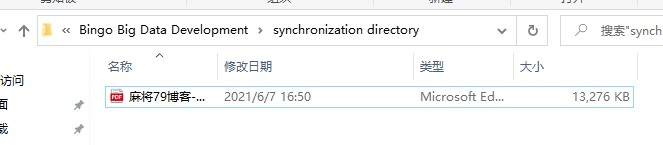 « Bingo Big Data Development › synchronization directory
搜索"synch
名称 修改日期 类型 大小
访问
PDF 麻将79博客-... 2021/6/7 16:50 Microsoft Ed... 13,276 KB
面
载